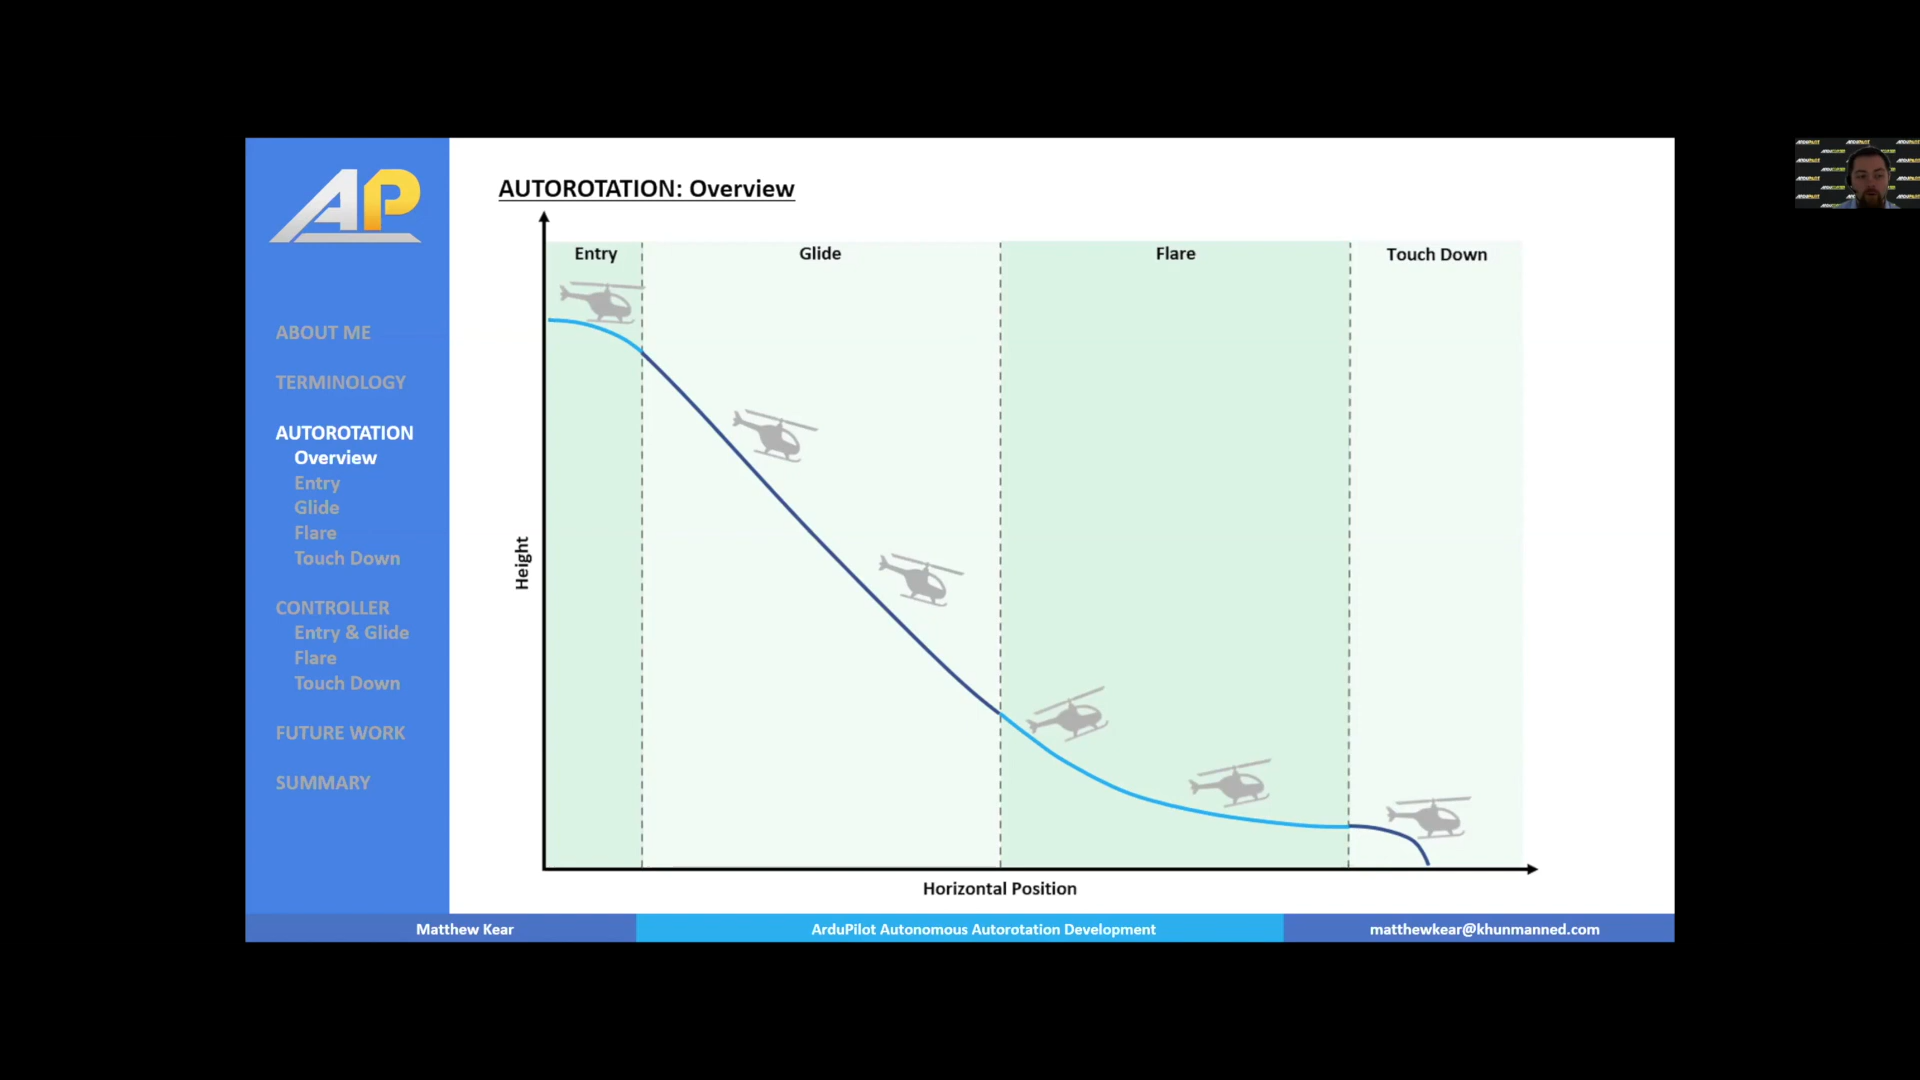 AP
ABOUT ME
TERMINOLOGY
AUTOROTATION
Overview
Entry
Glide
Flare
Touch Down
CONTROLLER
Entry & Glide
Flare
Touch Down
FUTURE WORK
SUMMARY
AUTOROTATION: Overview
Entry
Glide
Flare
Touch Down
Height
Horizontal Position
Matthew Kear
ArduPilot Autonomous Autorotation Development
matthewkear@khunmanned.com